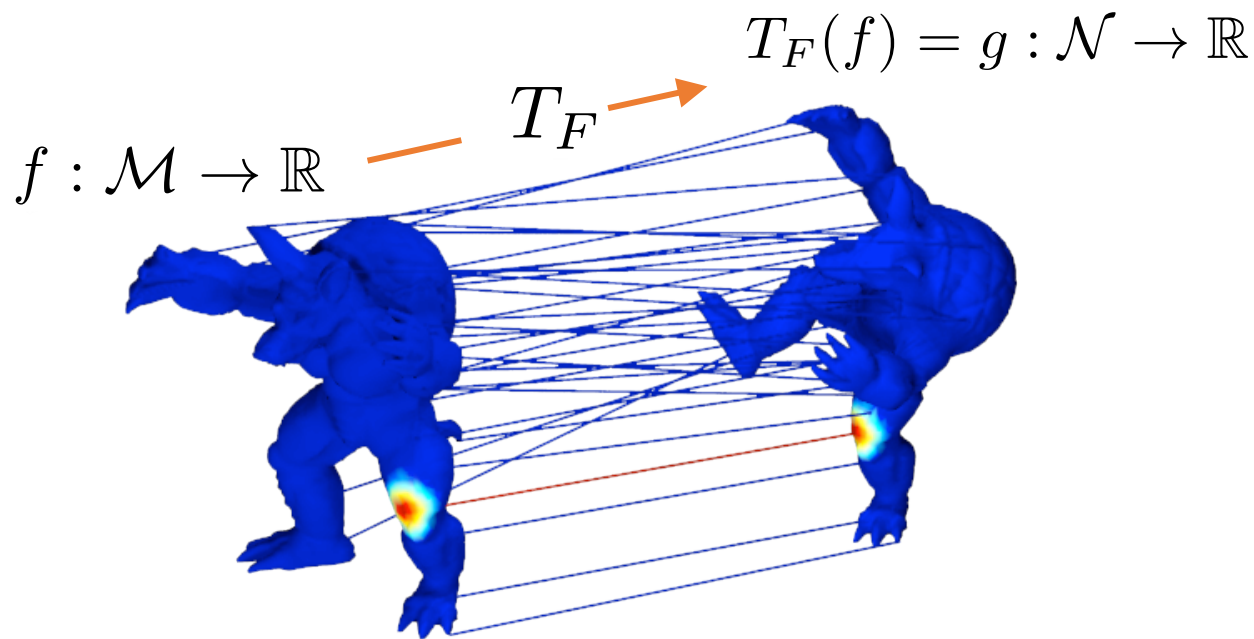 T_F(f) = g : 𝒩 → ℝ
T_F
f : ℳ → ℝ